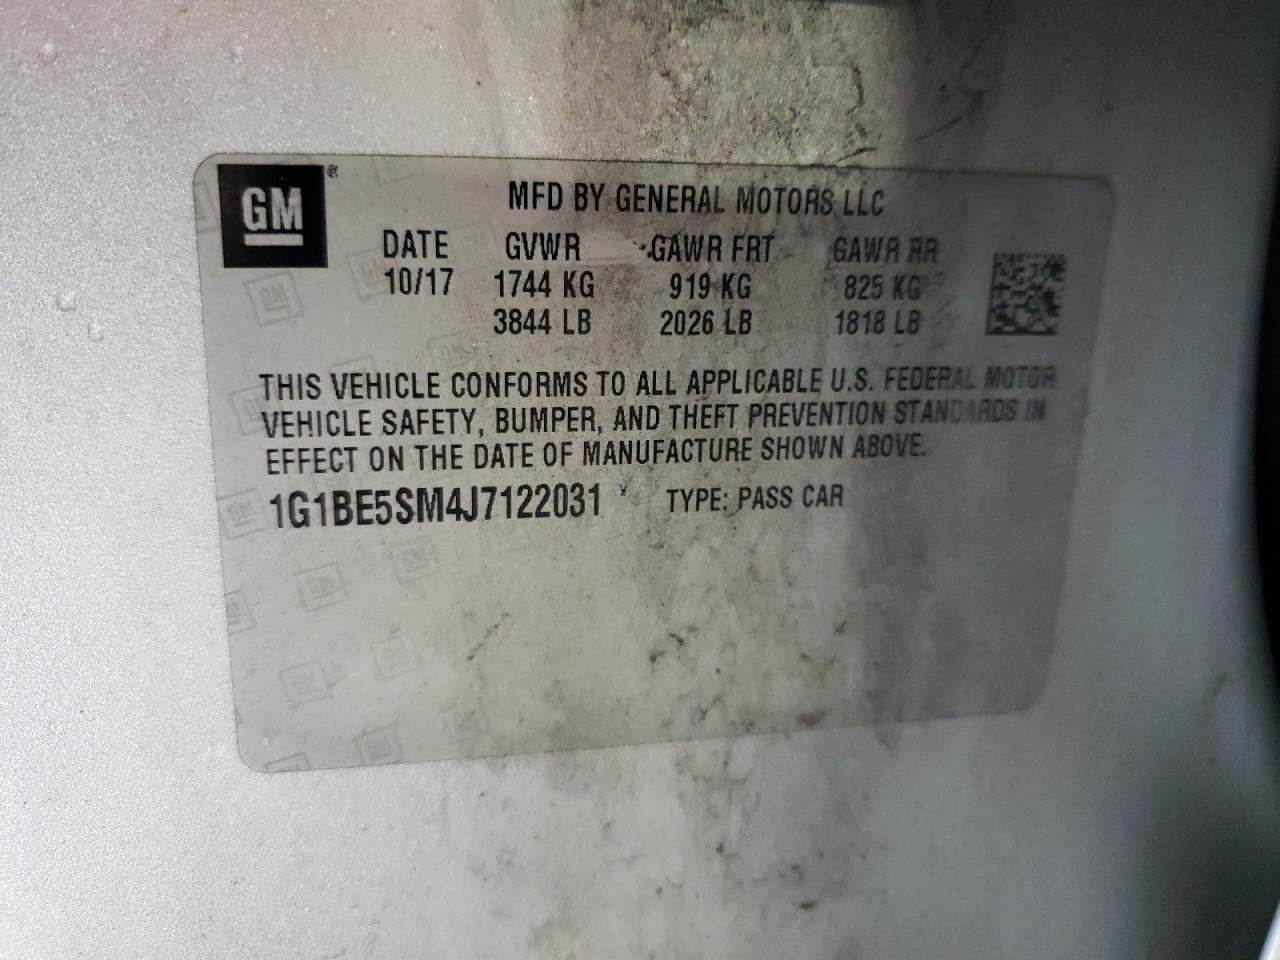 GM®
MFD BY GENERAL MOTORS LLC
DATE GVWR GAWR FRT GAWR RR
10/17 1744 KG 919 KG 825 KG
3844 LB 2026 LB 1818 LB
THIS VEHICLE CONFORMS TO ALL APPLICABLE U.S. FEDERAL MOTOR
VEHICLE SAFETY, BUMPER, AND THEFT PREVENTION STANDARDS IN
EFFECT ON THE DATE OF MANUFACTURE SHOWN ABOVE.
1G1BE5SM4J7122031 TYPE: PASS CAR